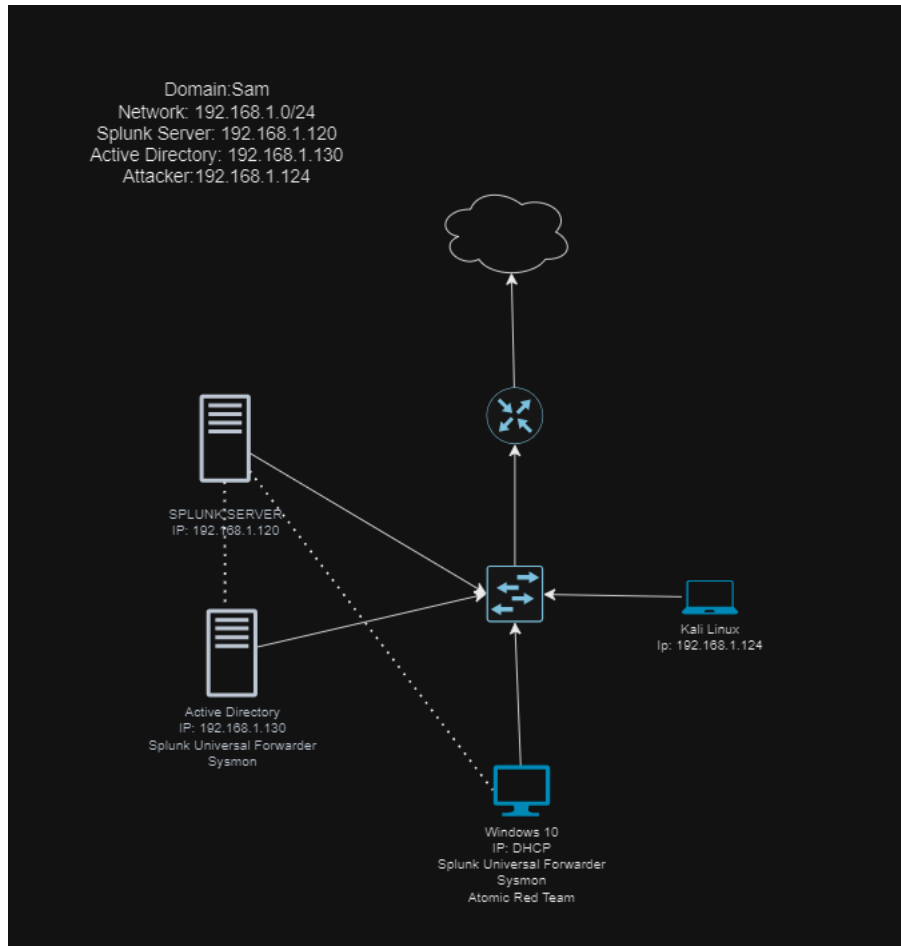 Domain:Sam
Network: 192.168.1.0/24
Splunk Server: 192.168.1.120
Active Directory: 192.168.1.130
Attacker:192.168.1.124
SPLUNK SERVER
IP: 192.168.1.120
Kali Linux
Ip: 192.168.1.124
Active Directory
IP: 192.168.1.130
Splunk Universal Forwarder
Sysmon
Windows 10
IP: DHCP
Splunk Universal Forwarder
Sysmon
Atomic Red Team